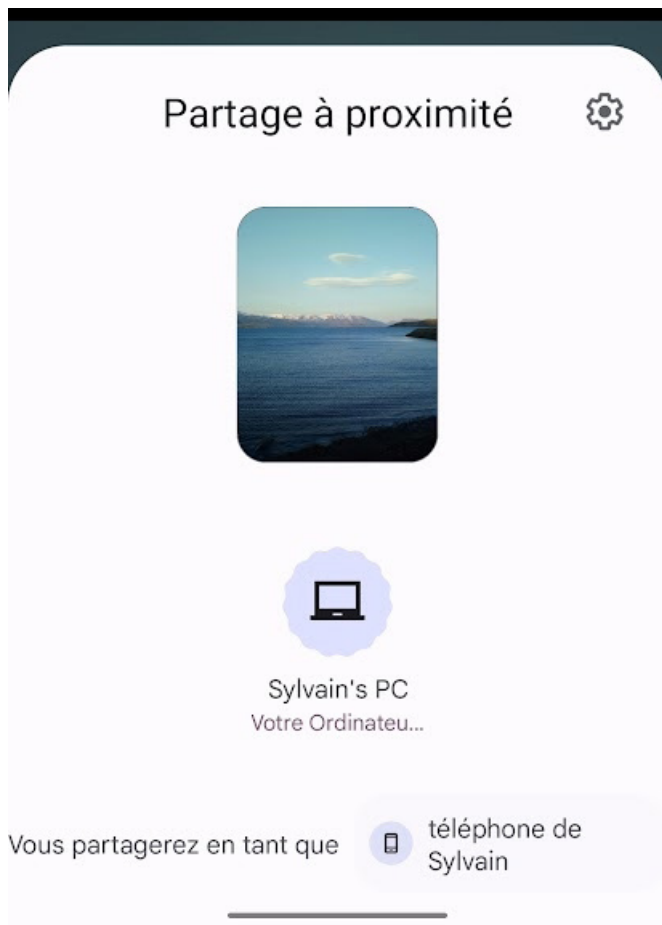 Partage à proximité
Sylvain's PC
Votre Ordinateu...
Vous partagerez en tant que
téléphone de
Sylvain